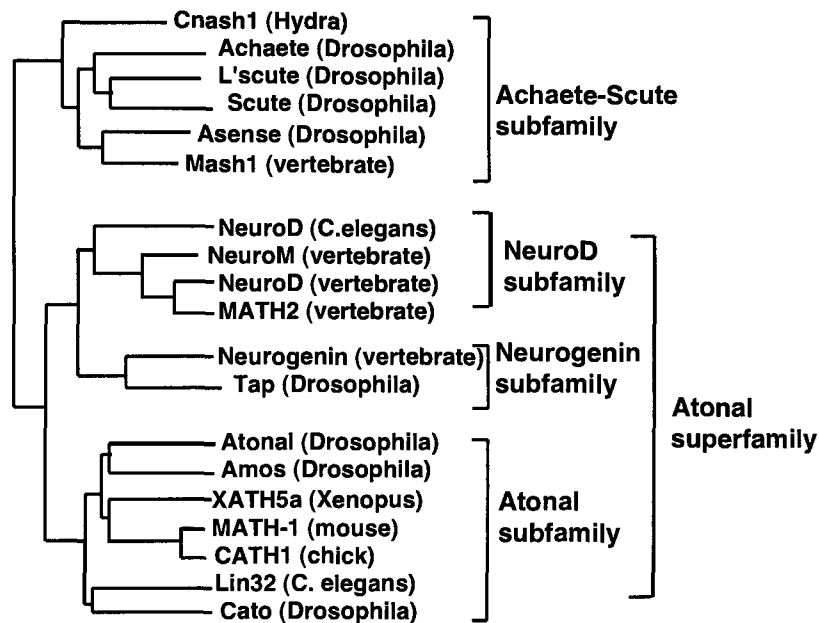 Cnash1 (Hydra)
Achaete (Drosophila)
L'scute (Drosophila)
Scute (Drosophila)
Asense (Drosophila)
Mash1 (vertebrate)
Achaete-Scute
subfamily
NeuroD (C.elegans)
NeuroM (vertebrate)
NeuroD (vertebrate)
MATH2 (vertebrate)
NeuroD
subfamily
Neurogenin (vertebrate)
Tap (Drosophila)
Neurogenin
subfamily
Atonal (Drosophila)
Amos (Drosophila)
XATH5a (Xenopus)
MATH-1 (mouse)
CATH1 (chick)
Lin32 (C. elegans)
Cato (Drosophila)
Atonal
subfamily
Atonal
superfamily